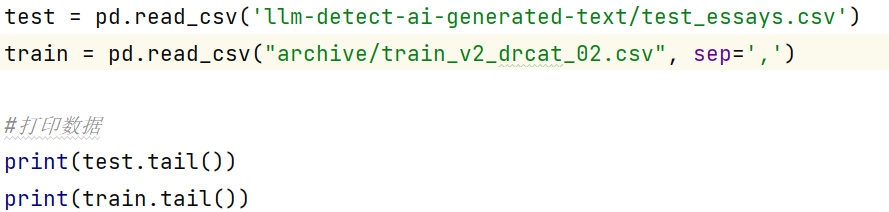 test = pd.read_csv('llm-detect-ai-generated-text/test_essays.csv')
train = pd.read_csv("archive/train_v2_drcat_02.csv", sep=',')
#打印数据
print(test.tail())
print(train.tail())